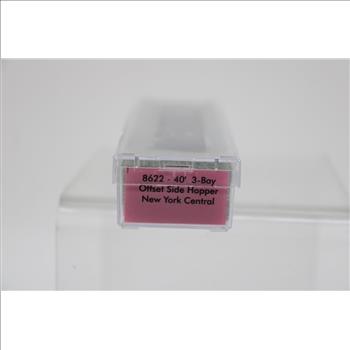 8622 - 40' 3-Bay
Offset Side Hopper
New York Central